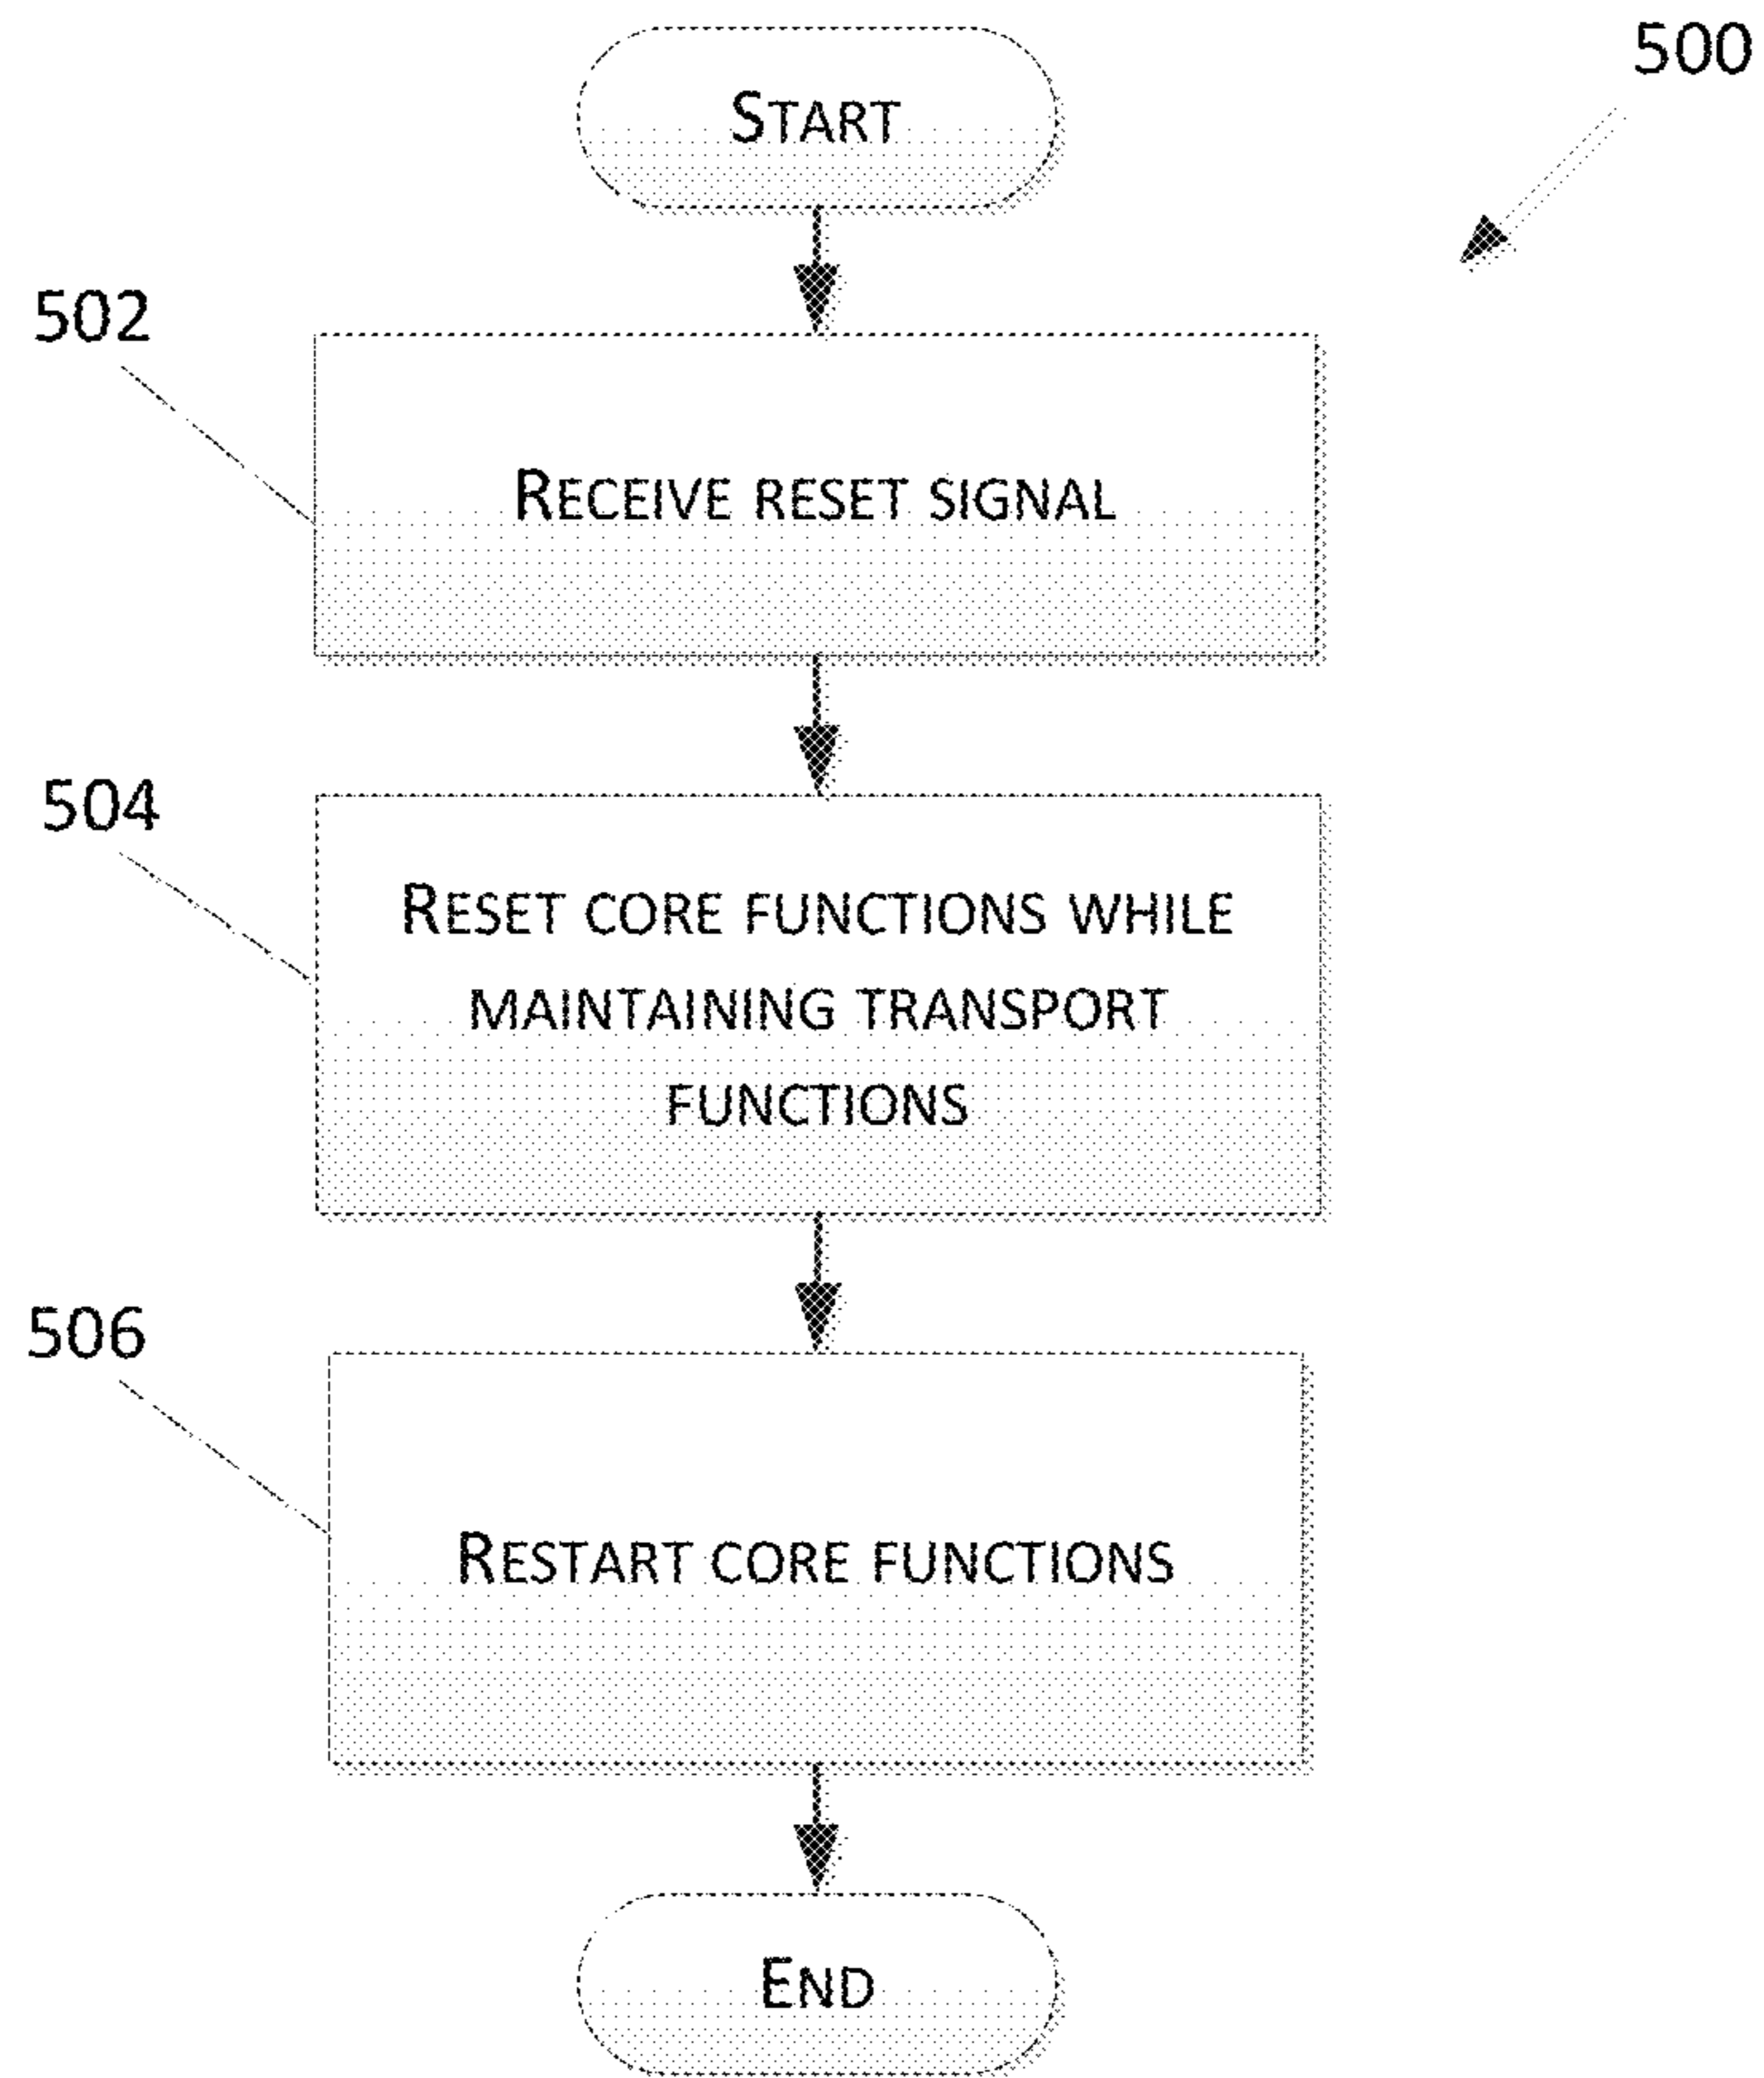 START
500
502
RECEIVE RESET SIGNAL
504
RESET CORE FUNCTIONS WHILE
MAINTAINING TRANSPORT
FUNCTIONS
506
RESTART CORE FUNCTIONS
END